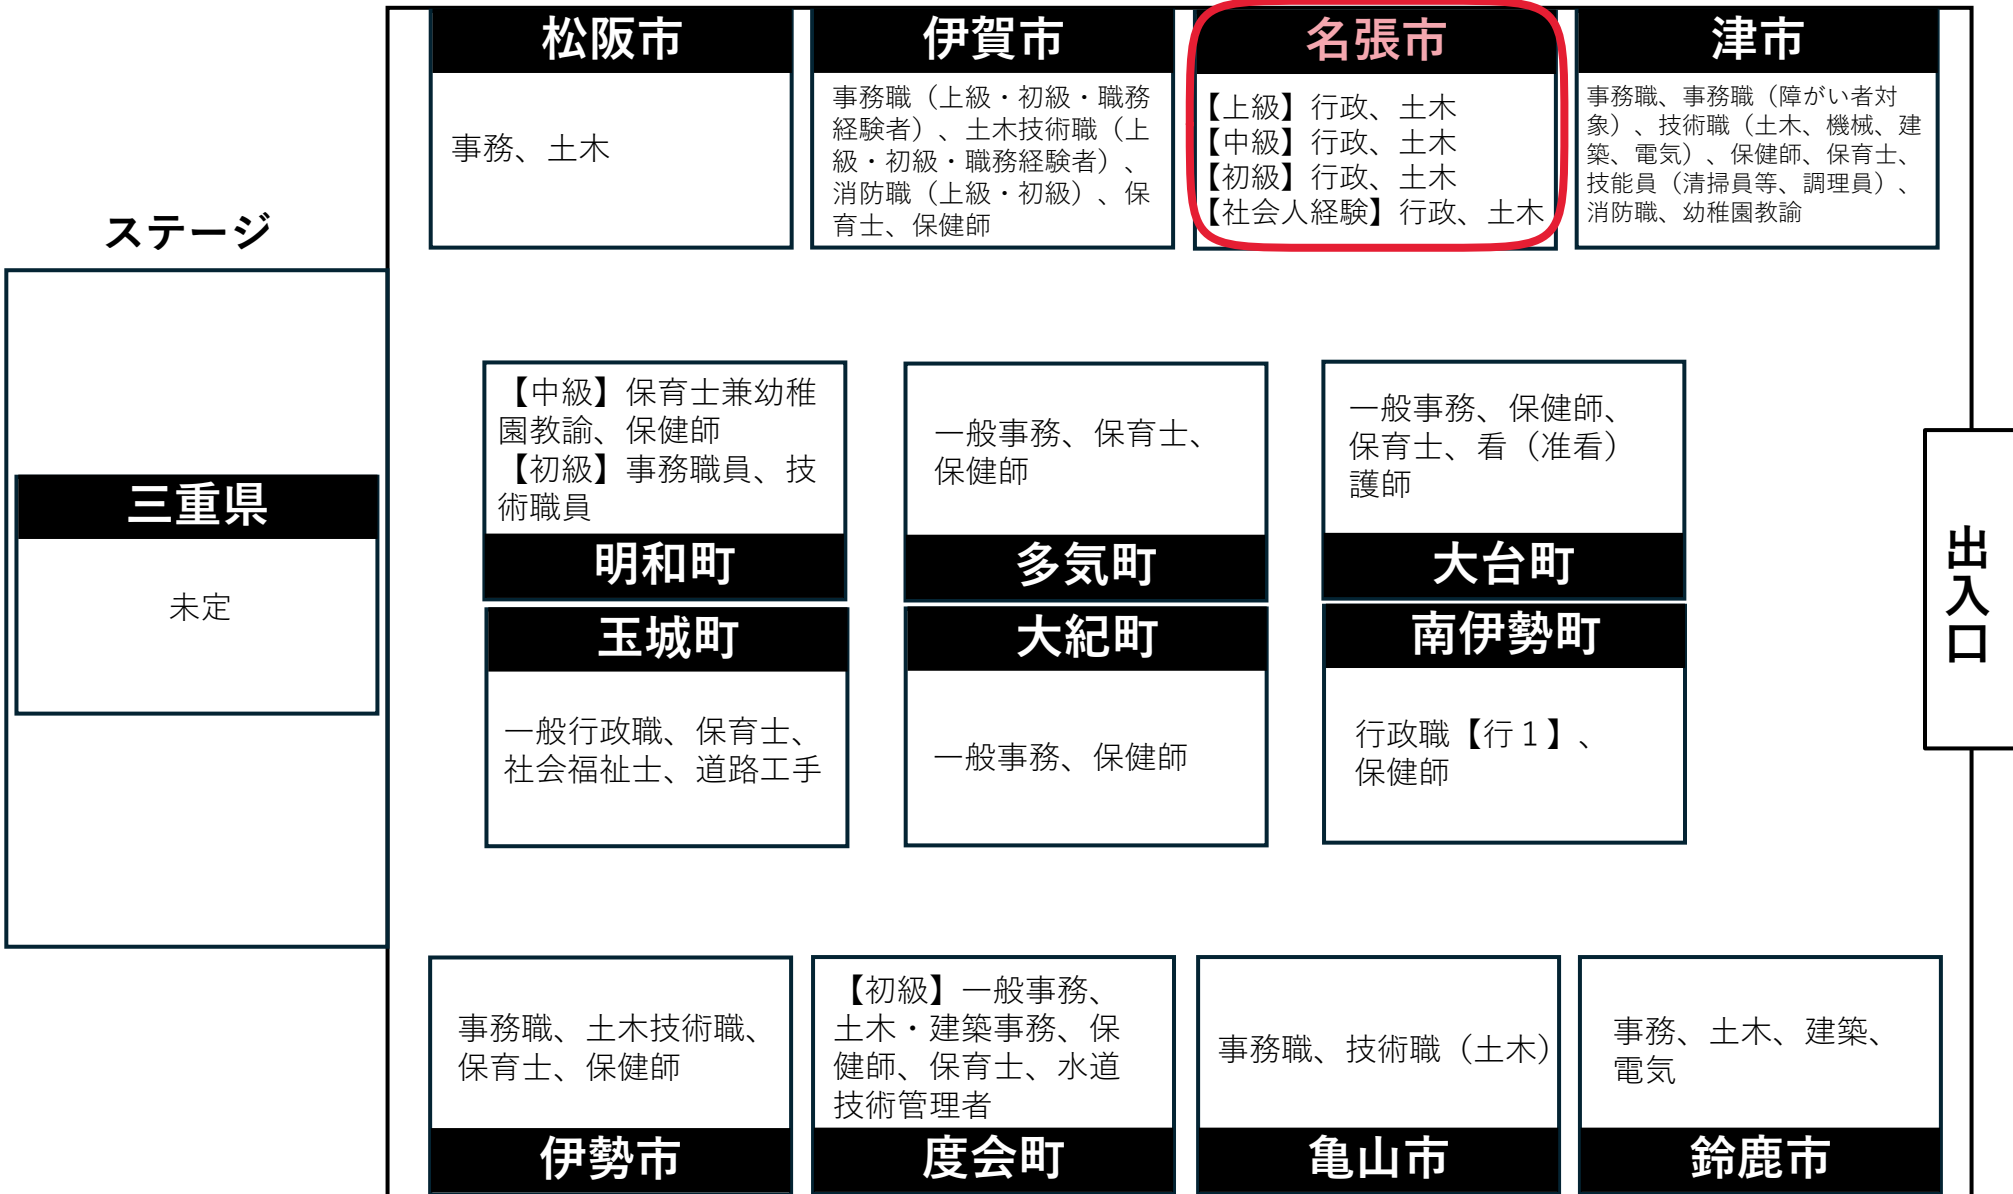 松阪市
事務、土木
伊賀市
事務職（上級・初級・職務
経験者）、土木技術職（上
級・初級・職務経験者）、
消防職（上級・初級）、保
育士、保健師
名張市
【上級】行政、土木
【中級】行政、土木
【初級】行政、土木
【社会人経験】行政、土木
津市
事務職、事務職（障がい者対
象）、技術職（土木、機械、建
築、電気）、保健師、保育士、
技能員（清掃員等、調理員）、
消防職、幼稚園教諭
ステージ
三重県
未定
【中級】保育士兼幼稚
園教諭、保健師
【初級】事務職員、技
術職員
明和町
一般事務、保育士、
保健師
多気町
一般事務、保健師、
保育士、看（准看）
護師
大台町
玉城町
一般行政職、保育士、
社会福祉士、道路工手
大紀町
一般事務、保健師
南伊勢町
行政職【行１】、
保健師
出入口
事務職、土木技術職、
保育士、保健師
伊勢市
【初級】一般事務、
土木・建築事務、保
健師、保育士、水道
技術管理者
度会町
事務職、技術職（土木）
亀山市
事務、土木、建築、
電気
鈴鹿市